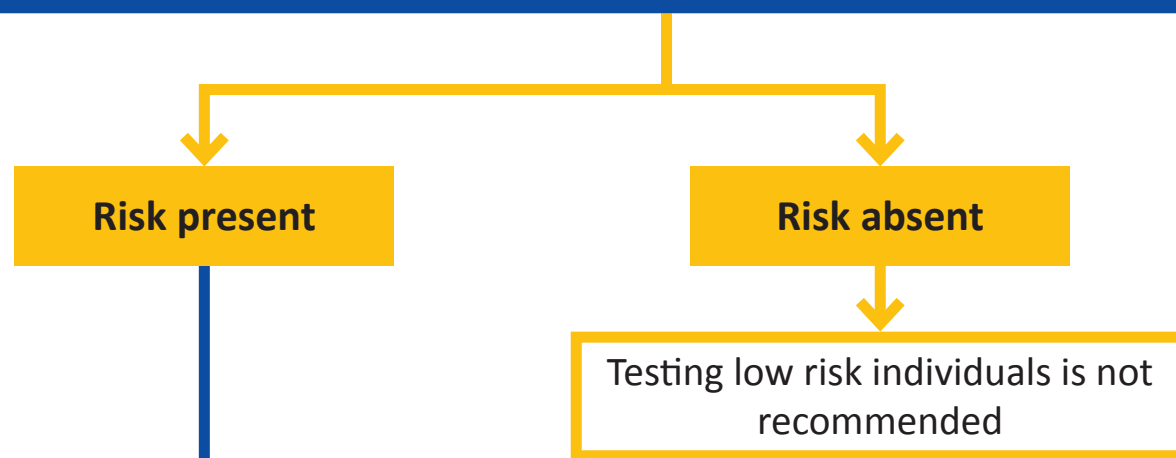 Risk present
Risk absent
Testing low risk individuals is not
recommended